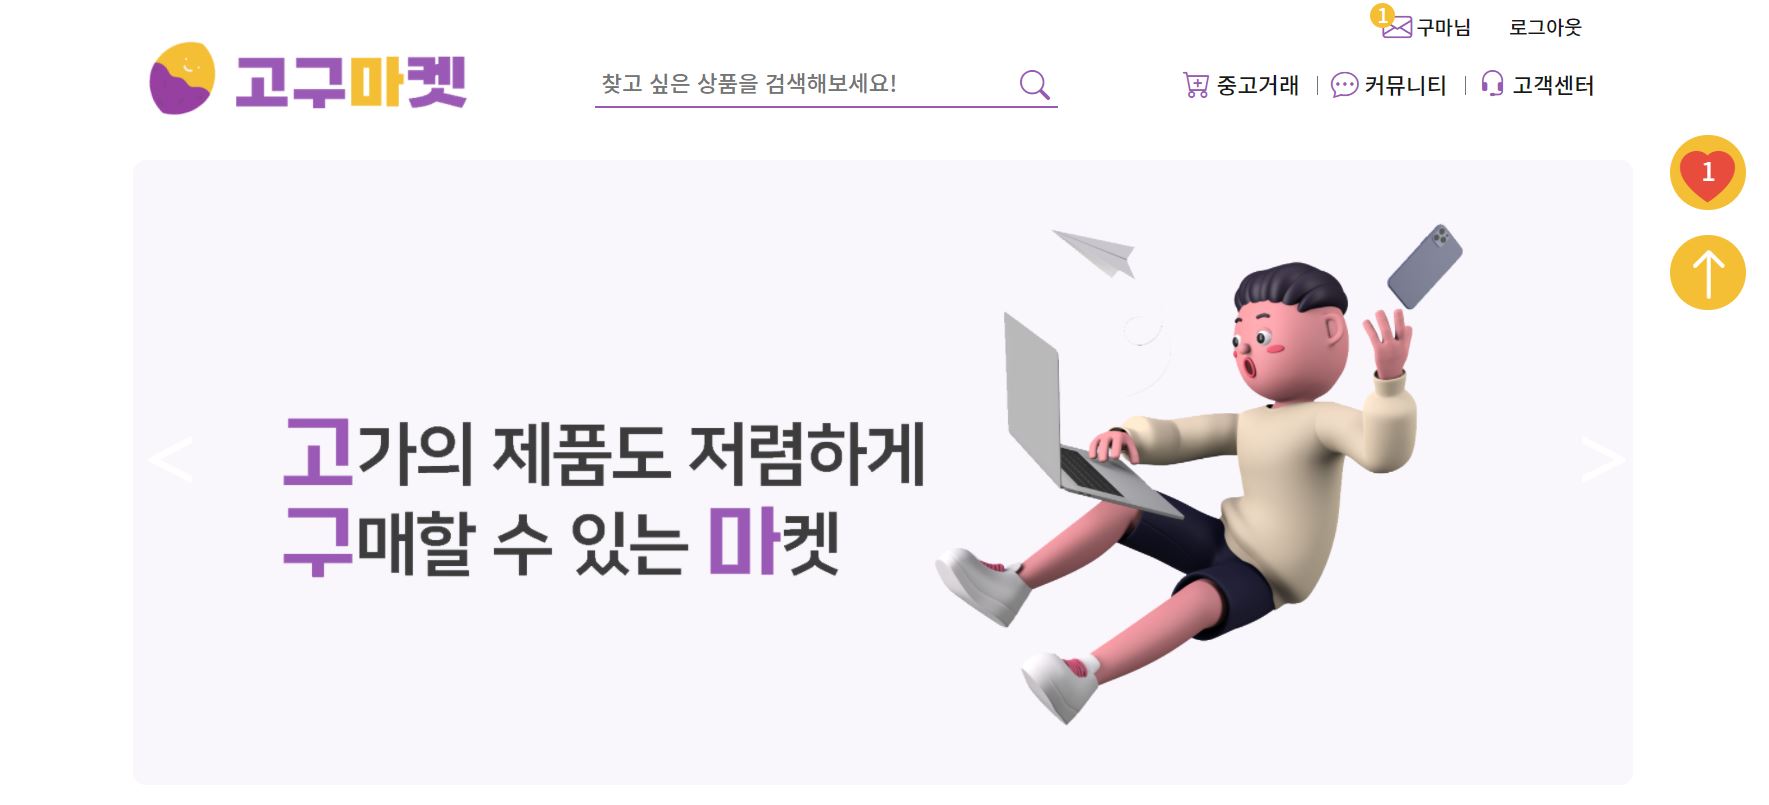 1 구마님 로그아웃
고구마켓
찾고 싶은 상품을 검색해보세요!
중고거래 | 커뮤니티 | 고객센터
1
고가의 제품도 저렴하게
구매할 수 있는 마켓